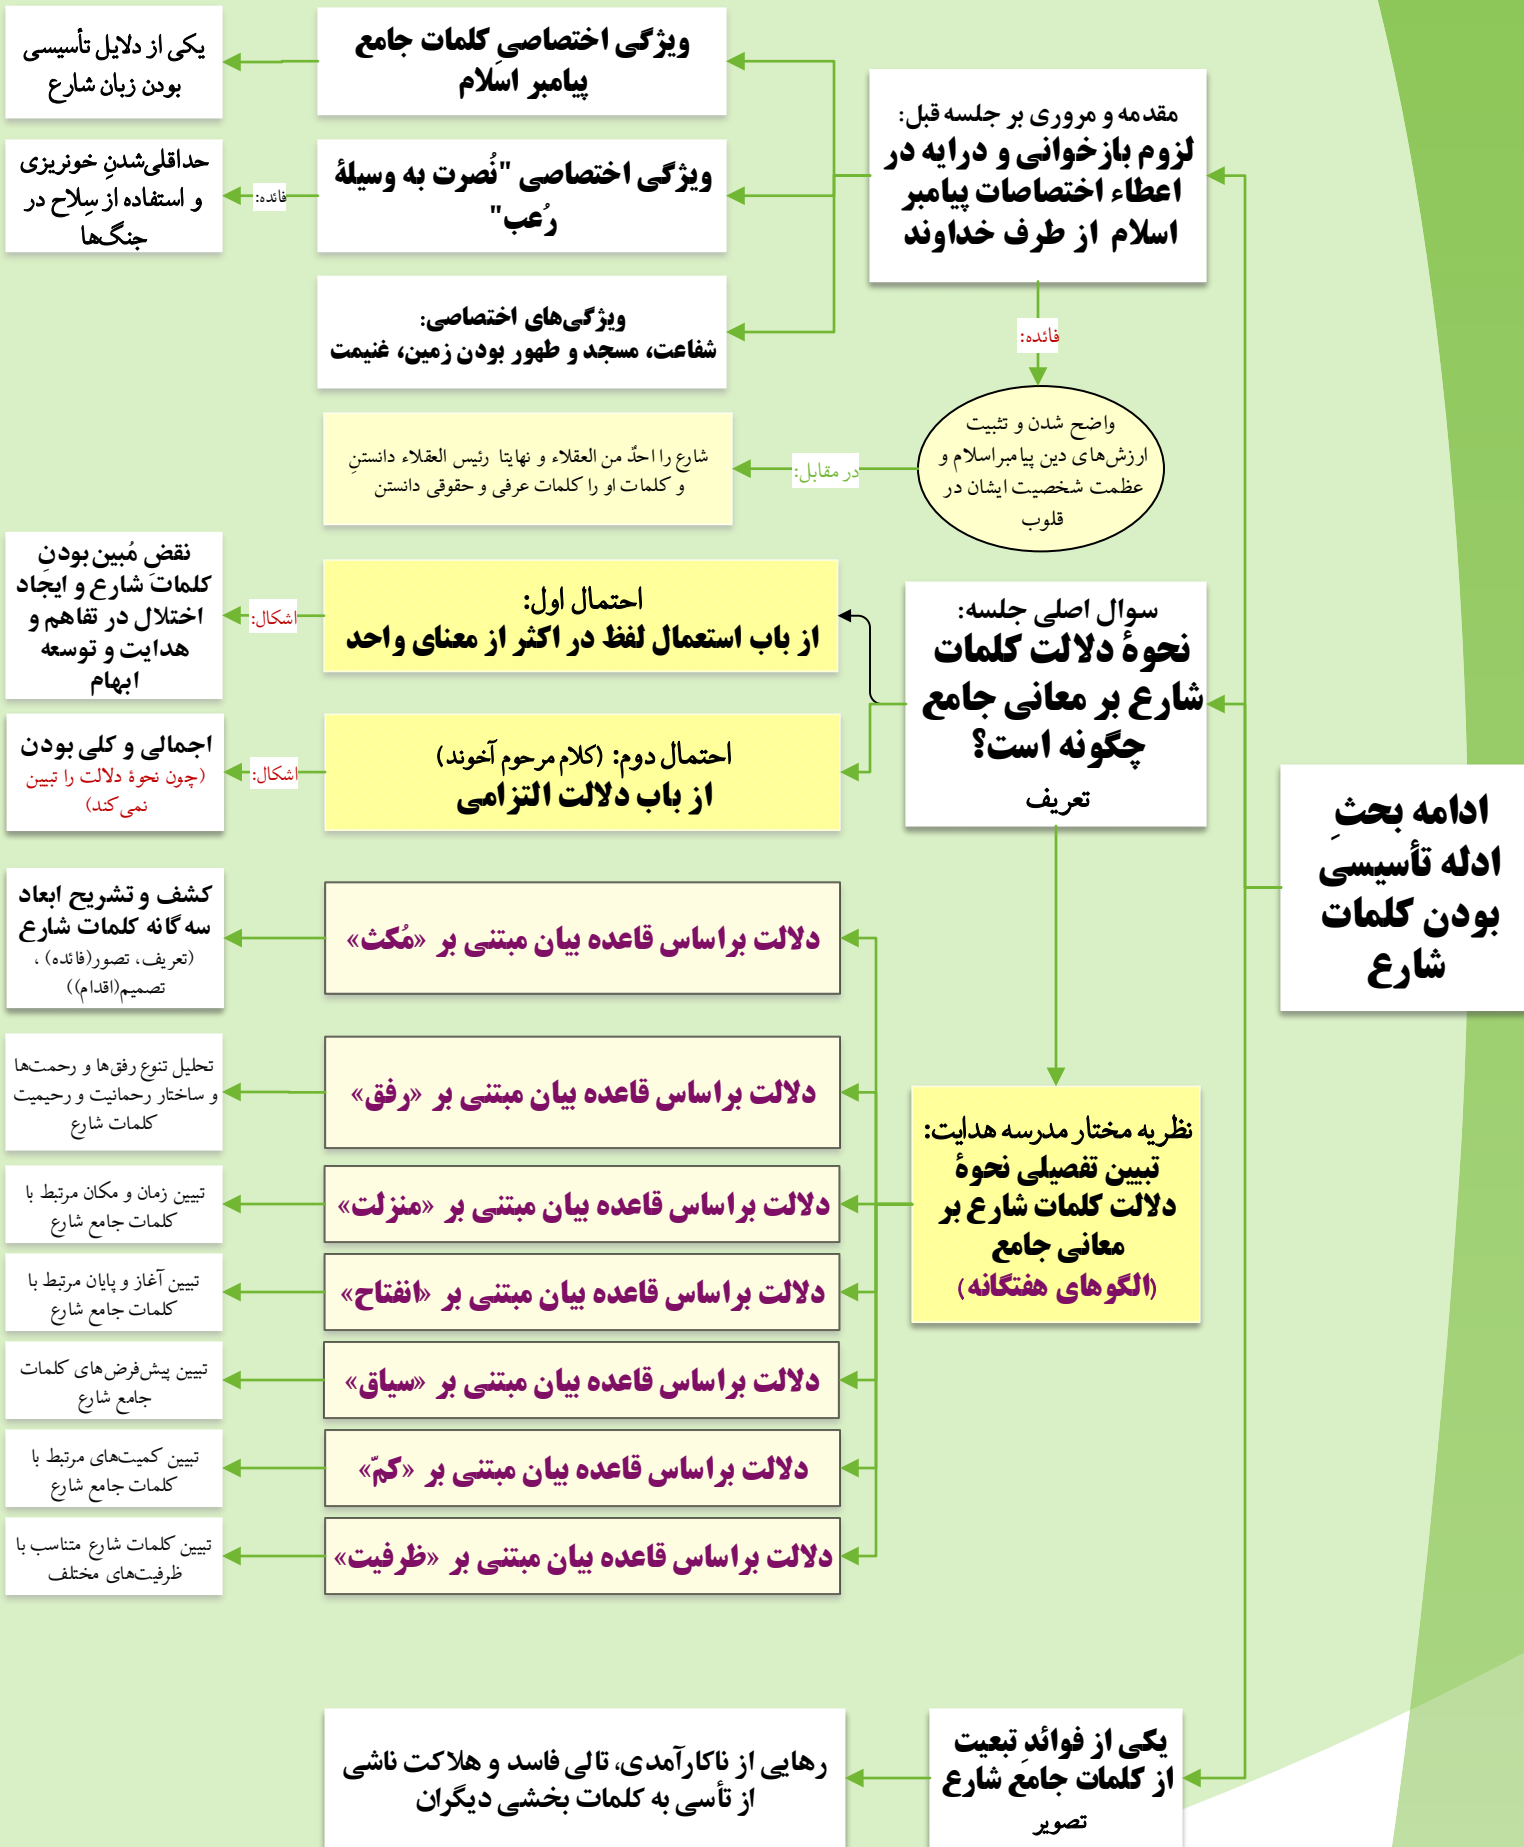 ادامه بحثِ
ادله تأسیسی
بودن کلمات
شارع
مقدمه و مروری بر جلسه قبل:
لزوم بازخوانی و درایه در
اعطاء اختصاصات پیامبر
اسلام از طرف خداوند
ویژگی اختصاصیِ کلمات جامع
پیامبر اسلام
یکی از دلایل تأسیسی
بودن زبان شارع
ویژگی اختصاصی "نُصرت به وسیلۀ
رُعب"
فائده:
حداقلی‌شدنِ خونریزی
و استفاده از سِلاح در
جنگ‌ها
ویژگی‌های اختصاصی:
شفاعت، مسجد و طهور بودن زمین، غنیمت
فائده:
واضح شدن و تثبیت
ارزش‌های دین پیامبراسلام و
عظمت شخصیت ایشان در
قلوب
در مقابل:
شارع را احدٌ من العقلاء و نهایتا رئیس العقلاء دانستنِ
و کلمات او را کلمات عرفی و حقوقی دانستن
سوال اصلی جلسه:
نحوۀ دلالت کلمات
شارع بر معانی جامع
چگونه است؟
تعریف
احتمال اول:
از باب استعمال لفظ در اکثر از معنای واحد
اشکال:
نقضِ مُبین‌بودنِ
کلماتَ شارع و ایجاد
اختلال در تفاهم و
هدایت و توسعه
ابهام
احتمال دوم: (کلام مرحوم آخوند)
از باب دلالت التزامی
اشکال:
اجمالی و کلی بودن
(چون نحوۀ دلالت را تبیین
نمی‌کند)
نظریه مختار مدرسه هدایت:
تبیین تفصیلی نحوۀ
دلالت کلمات شارع بر
معانی جامع
(الگوهای هفتگانه)
دلالت براساس قاعده بیان مبتنی بر «مُکث»
کشف و تشریح ابعاد
سه‌گانه کلمات شارع
(تعریف، تصور(فائده) ،
تصمیم(اقدام))
دلالت براساس قاعده بیان مبتنی بر «رفق»
تحلیل تنوع رفق‌ها و رحمت‌ها
و ساختار رحمانیت و رحیمیت
کلمات شارع
دلالت براساس قاعده بیان مبتنی بر «منزلت»
تبیین زمان و مکان مرتبط با
کلمات جامع شارع
دلالت براساس قاعده بیان مبتنی بر «انفتاح»
تبیین آغاز و پایان مرتبط با
کلمات جامع شارع
دلالت براساس قاعده بیان مبتنی بر «سیاق»
تبیین پیش‌فرض‌های کلمات
جامع شارع
دلالت براساس قاعده بیان مبتنی بر «کمّ»
تبیین کمیت‌های مرتبط با
کلمات جامع شارع
دلالت براساس قاعده بیان مبتنی بر «ظرفیت»
تبیین کلمات شارع متناسب با
ظرفیت‌های مختلف
یکی از فوائدِ تبعیت
از کلمات جامع شارع
تصویر
رهایی از ناکارآمدی، تالی فاسد و هلاکت ناشی
از تأسی به کلمات بخشی دیگران